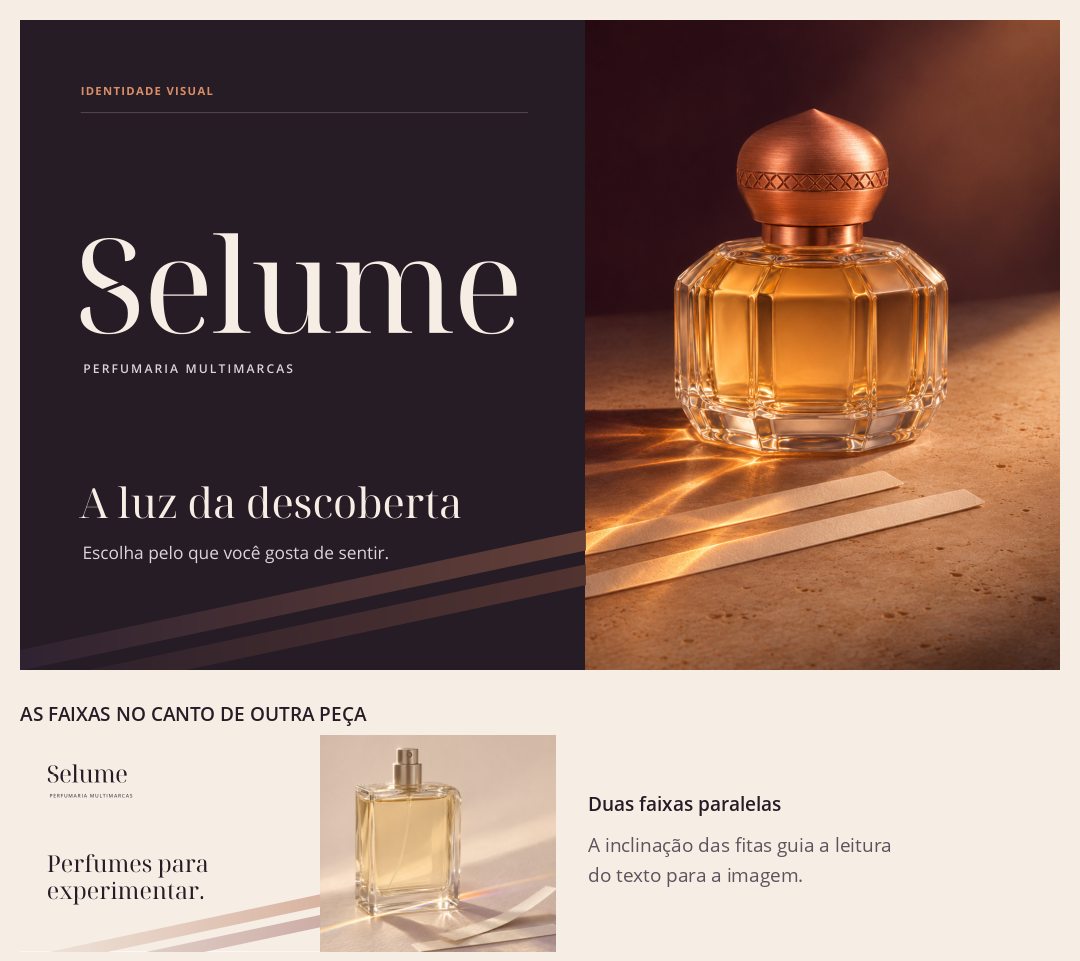 IDENTIDADE VISUAL
Selume
PERFUMARIA MULTIMARCAS
A luz da descoberta
Escolha pelo que você gosta de sentir.
AS FAIXAS NO CANTO DE OUTRA PEÇA
Selume
PERFUMARIA MULTIMARCAS
Perfumes para
experimentar.
Duas faixas paralelas
A inclinação das fitas guia a leitura
do texto para a imagem.